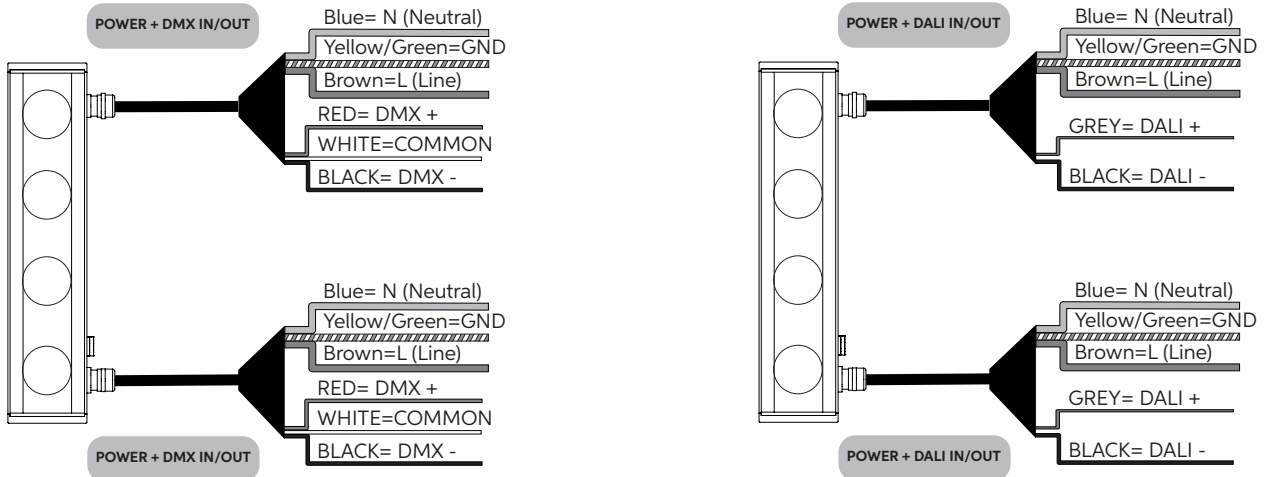 POWER + DMX IN/OUT
Blue= N (Neutral)
Yellow/Green=GND
Brown=L (Line)
RED= DMX +
WHITE=COMMON
BLACK= DMX -
Blue= N (Neutral)
Yellow/Green=GND
Brown=L (Line)
RED= DMX +
WHITE=COMMON
BLACK= DMX -
POWER + DMX IN/OUT
POWER + DALI IN/OUT
Blue= N (Neutral)
Yellow/Green=GND
Brown=L (Line)
GREY= DALI +
BLACK= DALI -
Blue= N (Neutral)
Yellow/Green=GND
Brown=L (Line)
GREY= DALI +
BLACK= DALI -
POWER + DALI IN/OUT